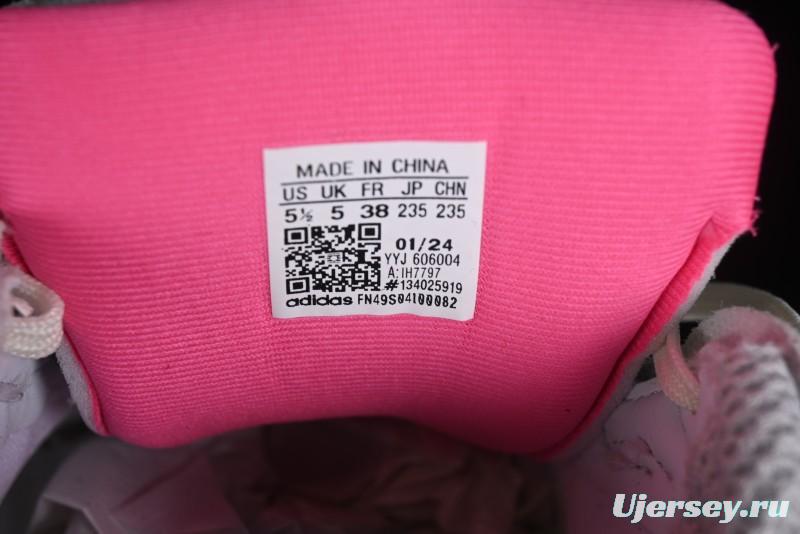 MADE IN CHINA
US UK FR JP CHN
5½ 5 38 235 235
01/24
YYJ 606004
A:IH7797
#134025919
adidas FN49S04100082
Ujersey.ru